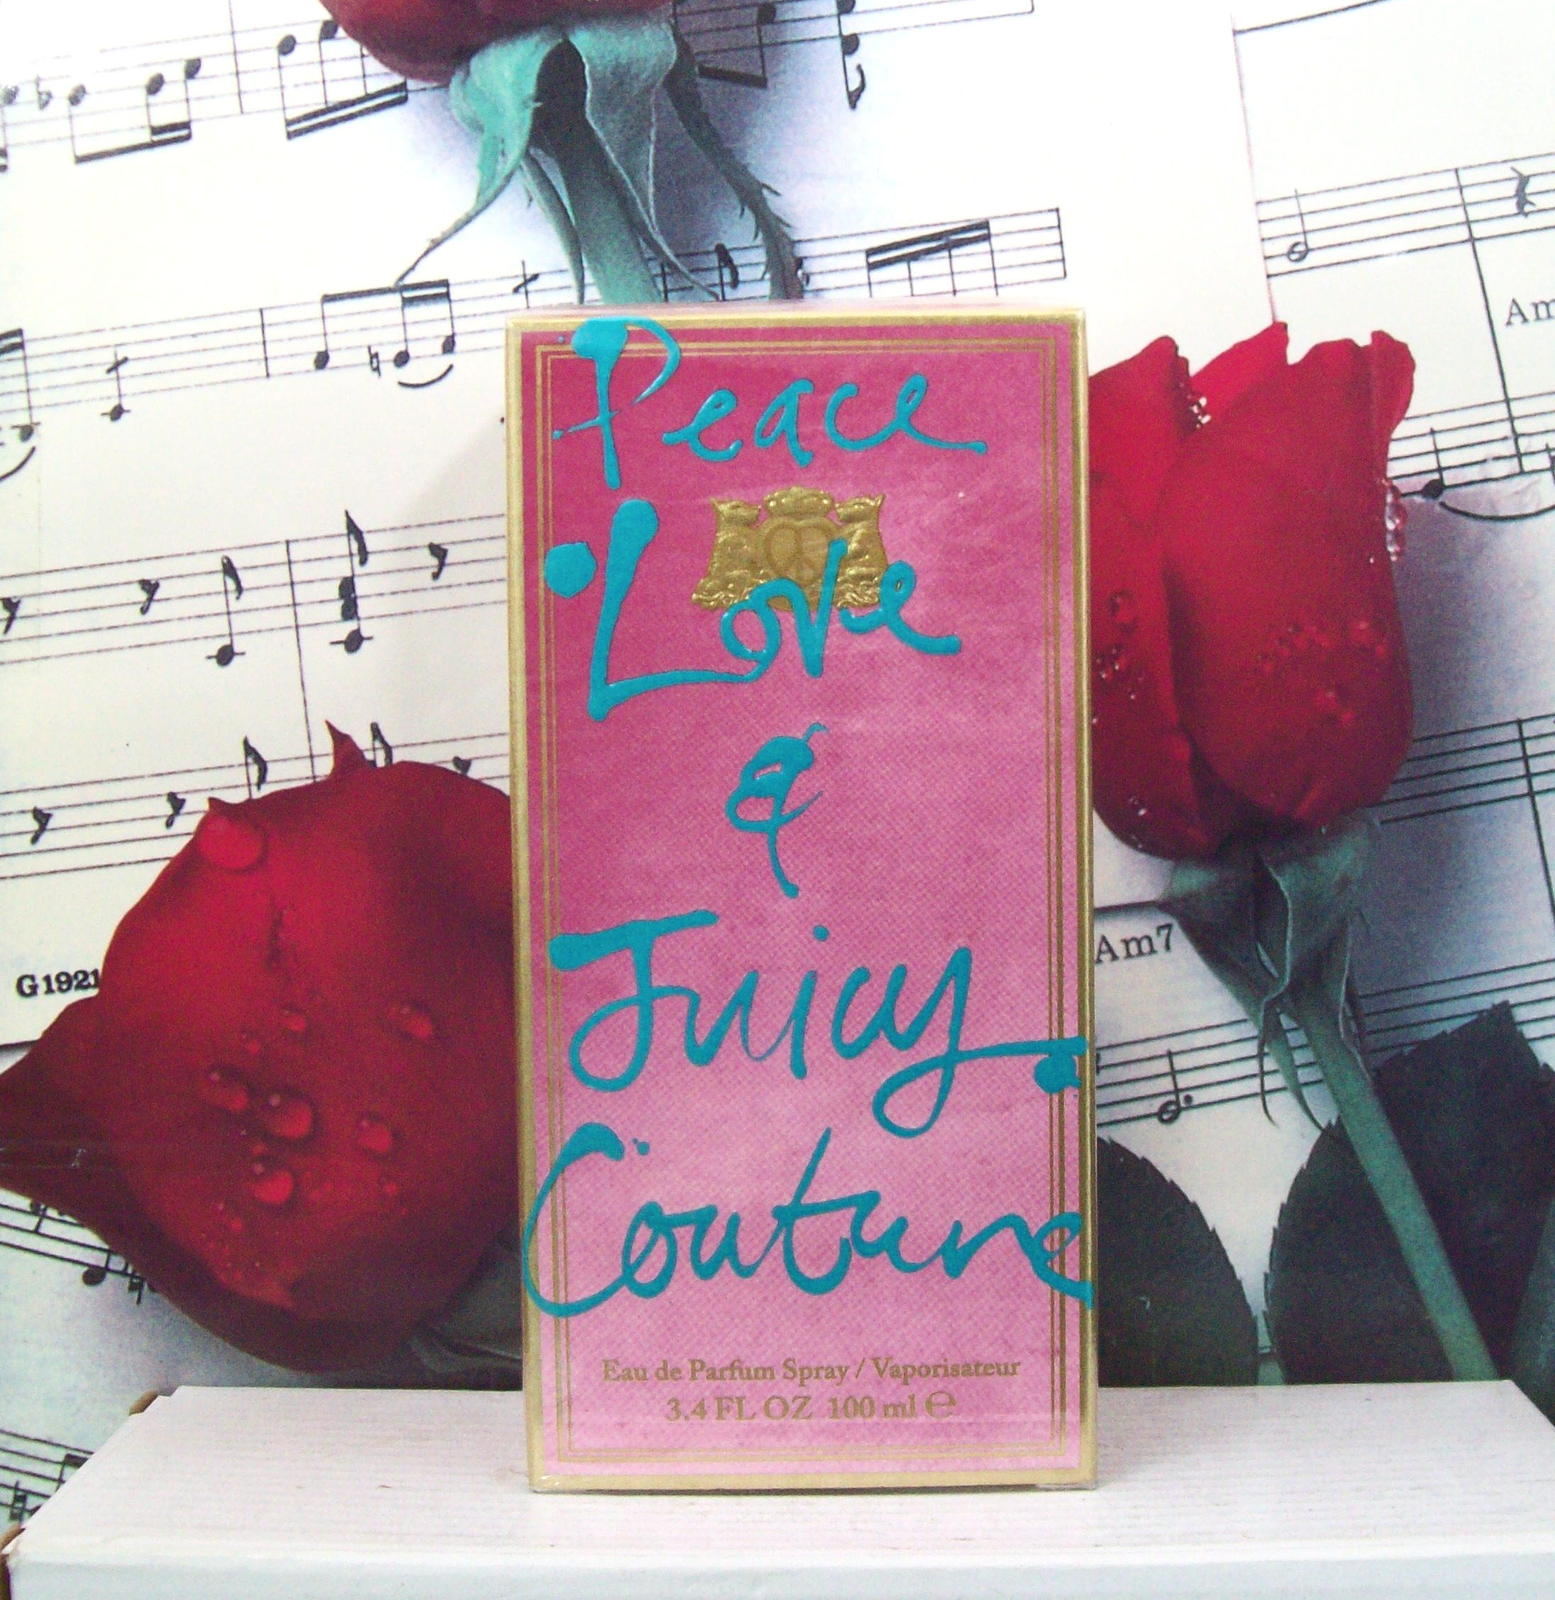 Peace
Love
&
Juicy
Couture
Eau de Parfum Spray / Vaporisateur
3.4 FL OZ 100 ml ℮
Am
Am7
G1921